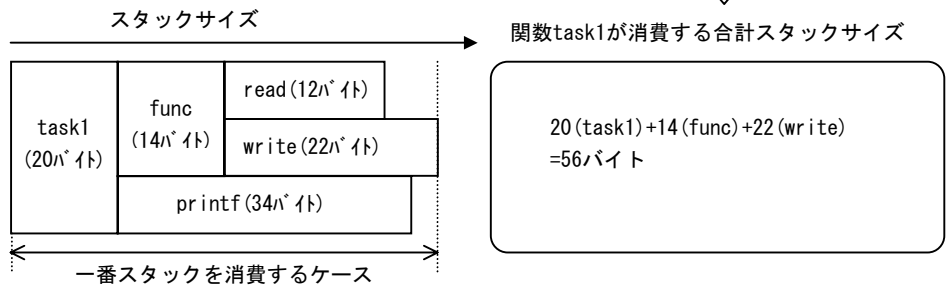 スタックサイズ
関数task1が消費する合計スタックサイズ
task1
(20ﾊﾞｲﾄ)
func
(14ﾊﾞｲﾄ)
read(12ﾊﾞｲﾄ)
write(22ﾊﾞｲﾄ)
printf(34ﾊﾞｲﾄ)
20(task1)+14(func)+22(write)
=56バイト
一番スタックを消費するケース